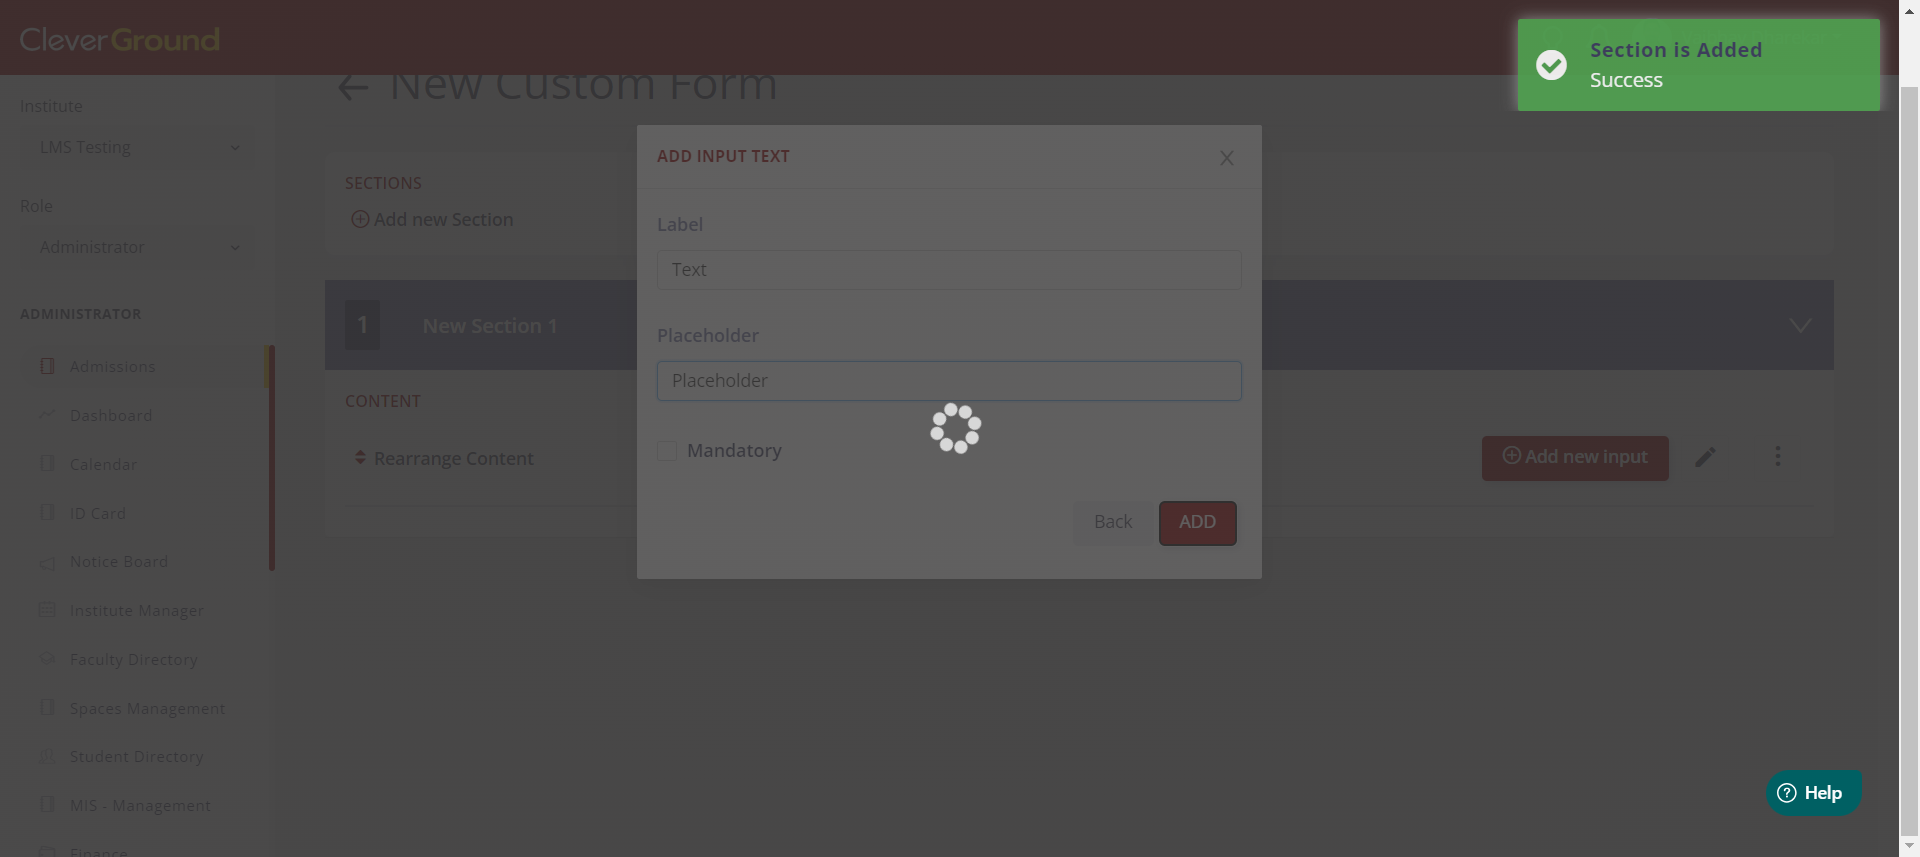 CleverGround
Section is Added
Success
New Custom Form
Institute
LMS Testing
Role
Administrator
ADMINISTRATOR
Admissions
Dashboard
Calendar
ID Card
Notice Board
Institute Manager
Faculty Directory
Spaces Management
Student Directory
MIS - Management
Finance
SECTIONS
Add new Section
1 New Section 1
CONTENT
Rearrange Content
Add new input
ADD INPUT TEXT
X
Label
Text
Placeholder
Placeholder
Mandatory
Back ADD
? Help